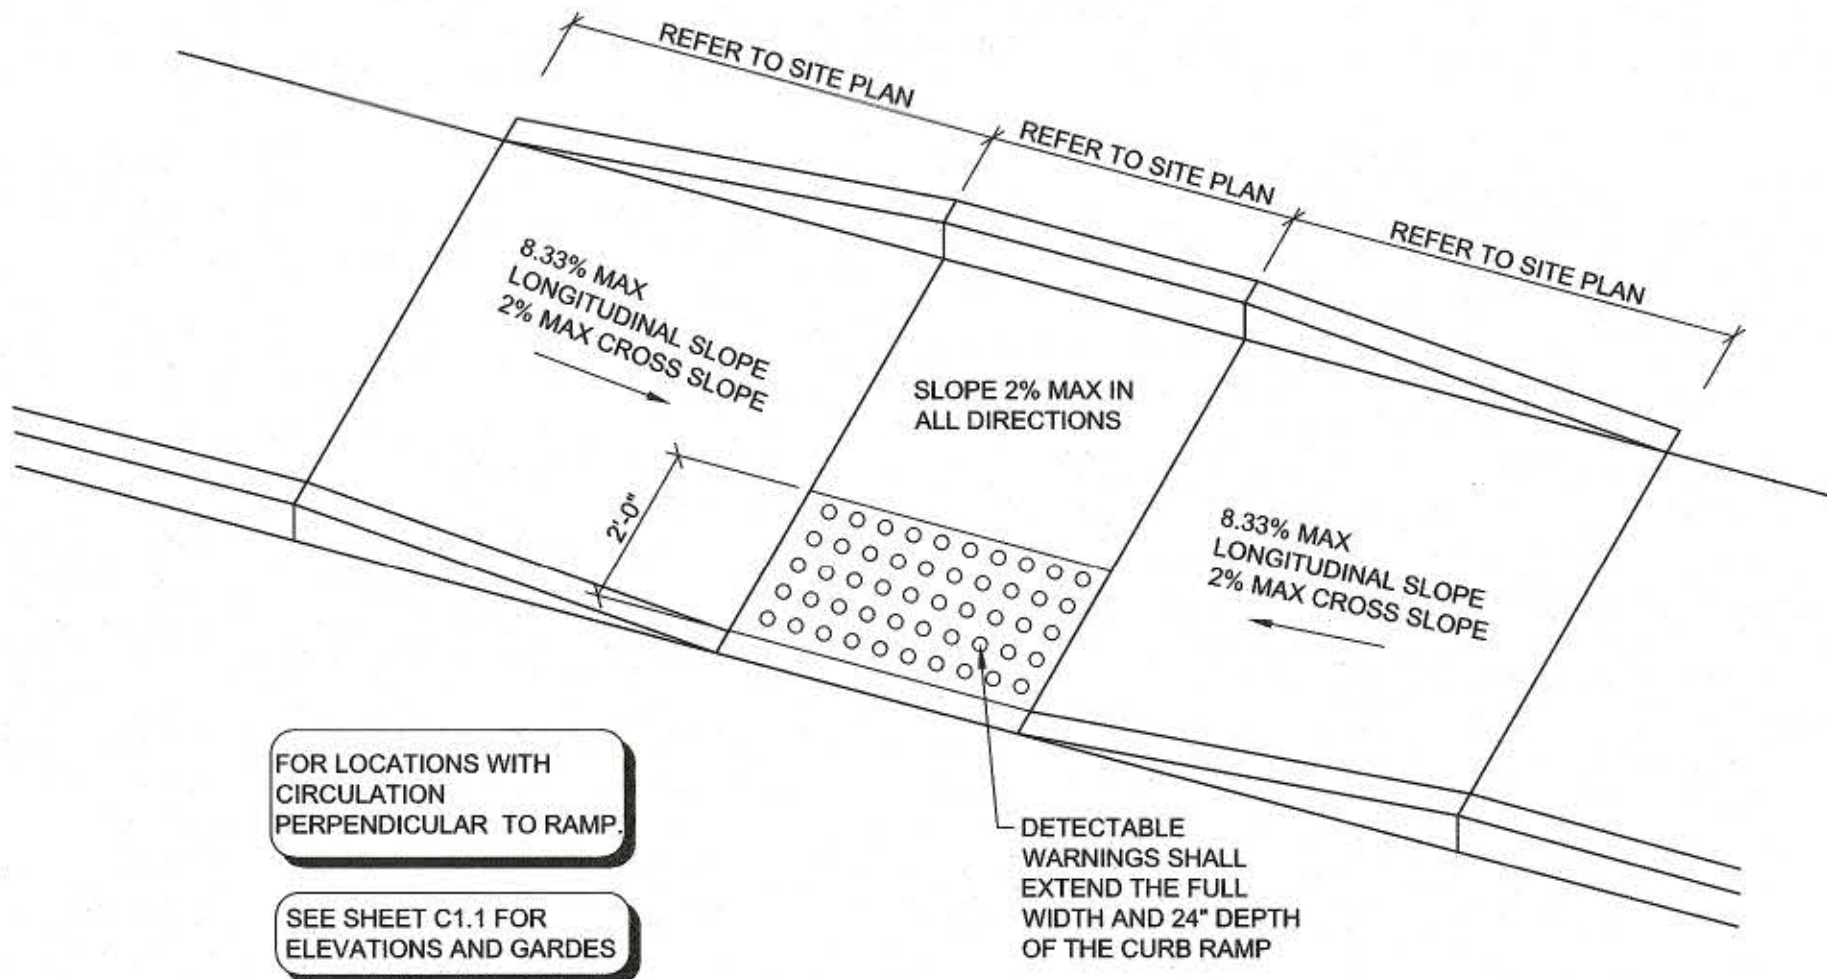 REFER TO SITE PLAN
REFER TO SITE PLAN
REFER TO SITE PLAN
8.33% MAX
LONGITUDINAL SLOPE
2% MAX CROSS SLOPE
SLOPE 2% MAX IN
ALL DIRECTIONS
2'-0"
8.33% MAX
LONGITUDINAL SLOPE
2% MAX CROSS SLOPE
FOR LOCATIONS WITH
CIRCULATION
PERPENDICULAR TO RAMP.
DETECTABLE
WARNINGS SHALL
EXTEND THE FULL
WIDTH AND 24" DEPTH
OF THE CURB RAMP
SEE SHEET C1.1 FOR
ELEVATIONS AND GARDES